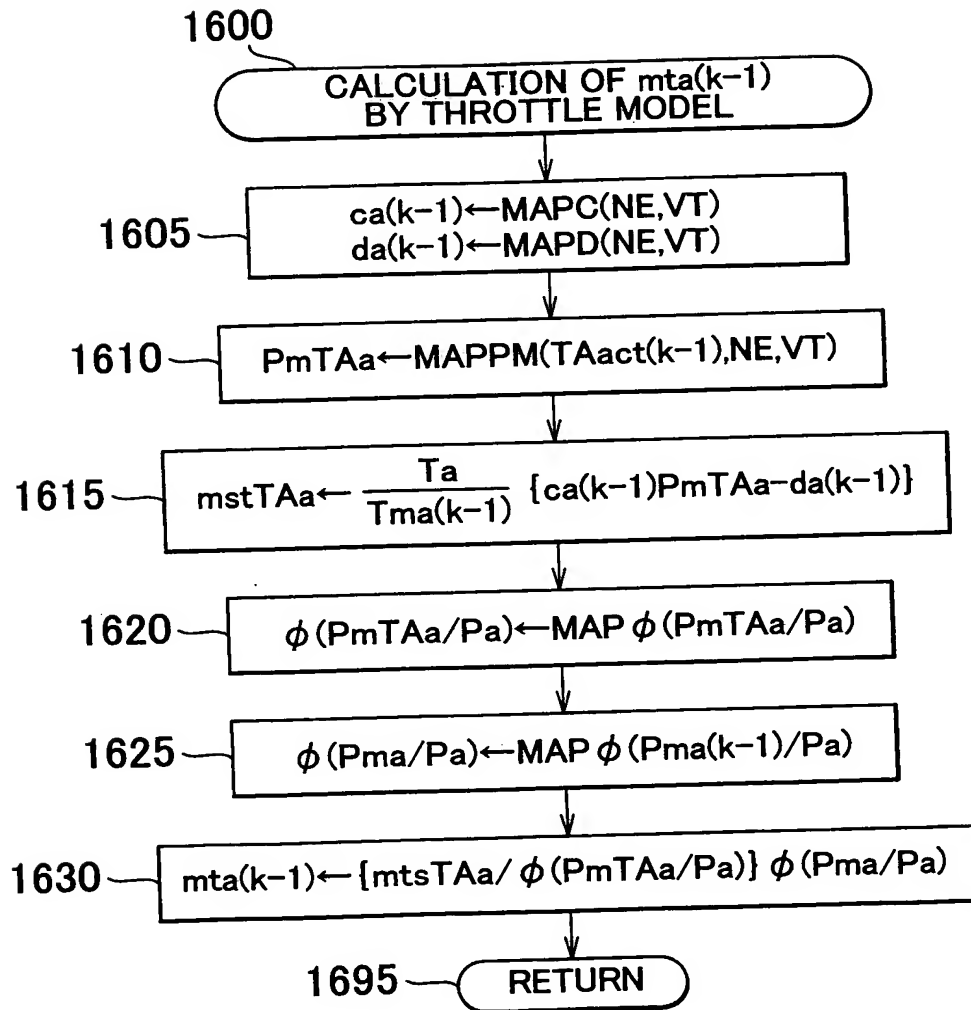 1600
CALCULATION OF mta(k-1)
BY THROTTLE MODEL
1605
ca(k-1)←MAPC(NE,VT)
da(k-1)←MAPD(NE,VT)
1610
PmTAa←MAPPM(TAact(k-1),NE,VT)
1615
mstTAa← Ta/Tma(k-1) {ca(k-1)PmTAa-da(k-1)}
1620
ϕ(PmTAa/Pa)←MAP ϕ(PmTAa/Pa)
1625
ϕ(Pma/Pa)←MAP ϕ(Pma(k-1)/Pa)
1630
mta(k-1)←{mtsTAa/ ϕ(PmTAa/Pa)} ϕ(Pma/Pa)
1695
RETURN